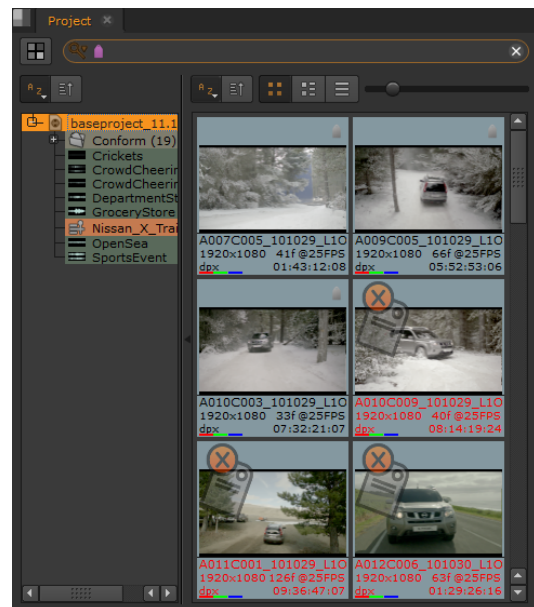 Project
A Z
A Z
baseproject_11.1
Conform (19)
Crickets
CrowdCheerin
CrowdCheerin
DepartmentSt
GroceryStore
Nissan_X_Trai
OpenSea
SportsEvent
A007C005_101029_L1O
1920x1080 41f@25FPS
dpx 01:43:12:08
A009C005_101029_L1O
1920x1080 66f@25FPS
dpx 05:52:53:06
A010C003_101029_L1O
1920x1080 33f@25FPS
dpx 07:32:21:07
A010C009_101029_L1O
1920x1080 40f@25FPS
dpx 08:14:19:24
A011C001_101029_L1O
1920x1080 126f@25FPS
dpx 09:36:47:07
A012C006_101030_L1O
1920x1080 63f@25FPS
dpx 01:29:26:16